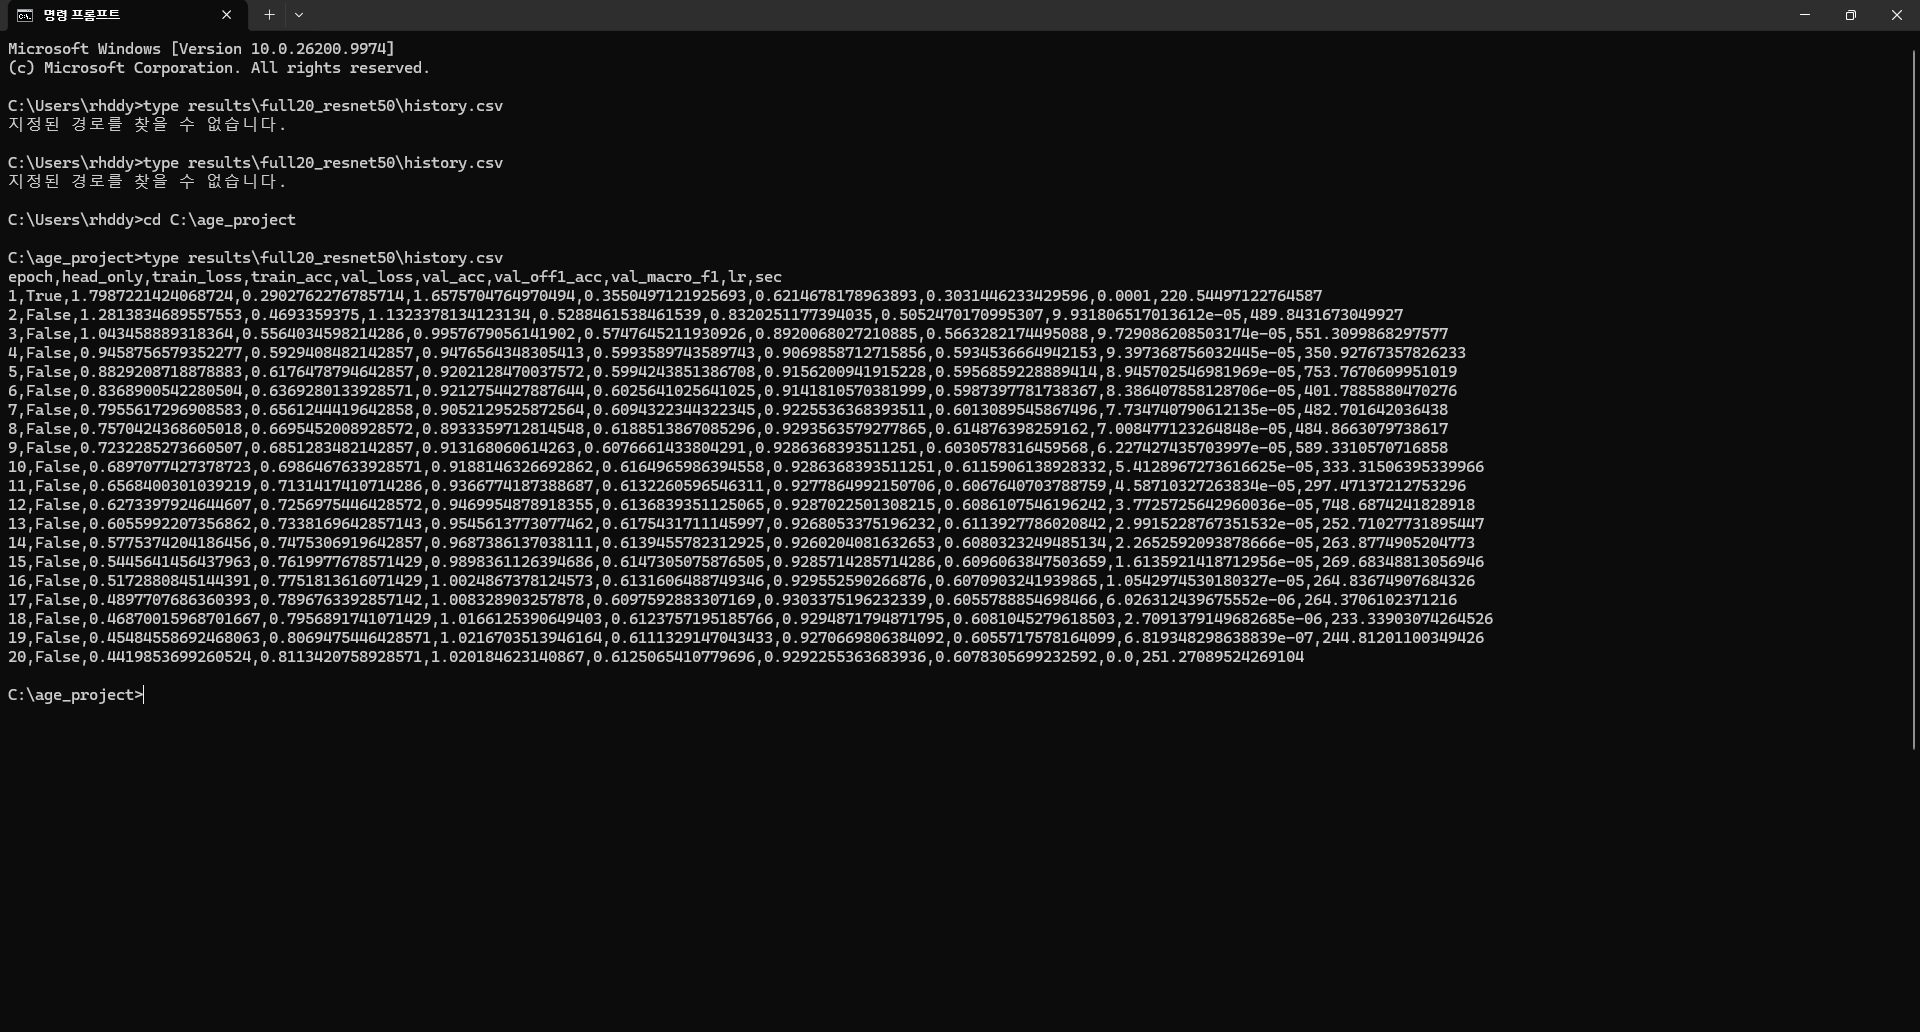 명령 프롬프트
Microsoft Windows [Version 10.0.26200.9974]
(c) Microsoft Corporation. All rights reserved.
C:\Users\rhddy>type results\full20_resnet50\history.csv
지정된 경로를 찾을 수 없습니다.
C:\Users\rhddy>type results\full20_resnet50\history.csv
지정된 경로를 찾을 수 없습니다.
C:\Users\rhddy>cd C:\age_project
C:\age_project>type results\full20_resnet50\history.csv
epoch,head_only,train_loss,train_acc,val_loss,val_acc,val_off1_acc,val_macro_f1,lr,sec
1,True,1.7987221424068724,0.2902762276785714,1.6575704764970494,0.3550497121925693,0.6214678178963893,0.3031446233429596,0.0001,220.54497122764587
2,False,1.2813834689557553,0.4693359375,1.1323378134123134,0.5288461538461539,0.8320251177394035,0.5052470170995307,9.931806517013612e-05,489.8431673049927
3,False,1.043458889318364,0.5564034598214286,0.9957679056141902,0.5747645211930926,0.8920068027210885,0.5663282174495088,9.729086208503174e-05,551.3099868297577
4,False,0.9458756579352277,0.5929408482142857,0.9476564348305413,0.5993589743589743,0.9069858712715856,0.5934536664942153,9.397368756032445e-05,350.92767357826233
5,False,0.8829208718878883,0.6176478794642857,0.9202128470037572,0.5994243851386708,0.9156200941915228,0.5956859228889414,8.945702546981969e-05,753.7670609951019
6,False,0.8368900542280504,0.6369280133928571,0.9212754427887644,0.6025641025641025,0.9141810570381999,0.5987397781738367,8.386407858128706e-05,401.7885880470276
7,False,0.7955617296908583,0.6561244419642858,0.9052129525872564,0.6094322344322345,0.9225536368393511,0.6013089545867496,7.734740790612135e-05,482.701642036438
8,False,0.7570424368605018,0.6695452008928572,0.8933359712814548,0.6188513867085296,0.9293563579277865,0.614876398259162,7.008477123264848e-05,484.8663079738617
9,False,0.7232285273660507,0.6851283482142857,0.913168060614263,0.6076661433804291,0.9286368393511251,0.6030578316459568,6.227427435703997e-05,589.3310570716858
10,False,0.6897077427378723,0.6986467633928571,0.9188146326692862,0.6164965986394558,0.9286368393511251,0.6115906138928332,5.4128967273616625e-05,333.31506395339966
11,False,0.6568400301039219,0.7131417410714286,0.9366774187388687,0.6132260596546311,0.9277864992150706,0.6067640703788759,4.58710327263834e-05,297.47137212753296
12,False,0.6273397924644607,0.7256975446428572,0.9469954878918355,0.6136839351125065,0.9287022501308215,0.6086107546196242,3.7725725642960036e-05,748.6874241828918
13,False,0.6055992207356862,0.7338169642857143,0.9545613773077462,0.6175431711145997,0.9268053375196232,0.6113927786020842,2.9915228767351532e-05,252.71027731895447
14,False,0.5775374204186456,0.7475306919642857,0.9687386137038111,0.6139455782312925,0.9260204081632653,0.6080323249485134,2.2652592093878666e-05,263.8774905204773
15,False,0.5445641456437963,0.7619977678571429,0.9898361126394686,0.6147305075876505,0.9285714285714286,0.6096063847503659,1.6135921418712956e-05,269.68348813056946
16,False,0.5172880845144391,0.7751813616071429,1.0024867378124573,0.6131606488749346,0.929552590266876,0.6070903241939865,1.0542974530180327e-05,264.83674907684326
17,False,0.4897707686360393,0.7896763392857142,1.008328903257878,0.6097592883307169,0.9303375196232339,0.6055788854698466,6.026312439675552e-06,264.3706102371216
18,False,0.46870015968701667,0.7956891741071429,1.0166125390649403,0.6123757195185766,0.9294871794871795,0.6081045279618503,2.7091379149682685e-06,233.33903074264526
19,False,0.45484558692468063,0.8069475446428571,1.0216703513946164,0.6111329147043433,0.9270669806384092,0.6055717578164099,6.819348298638839e-07,244.81201100349426
20,False,0.4419853699260524,0.8113420758928571,1.020184623140867,0.6125065410779696,0.9292255363683936,0.6078305699232592,0.0,251.27089524269104
C:\age_project>